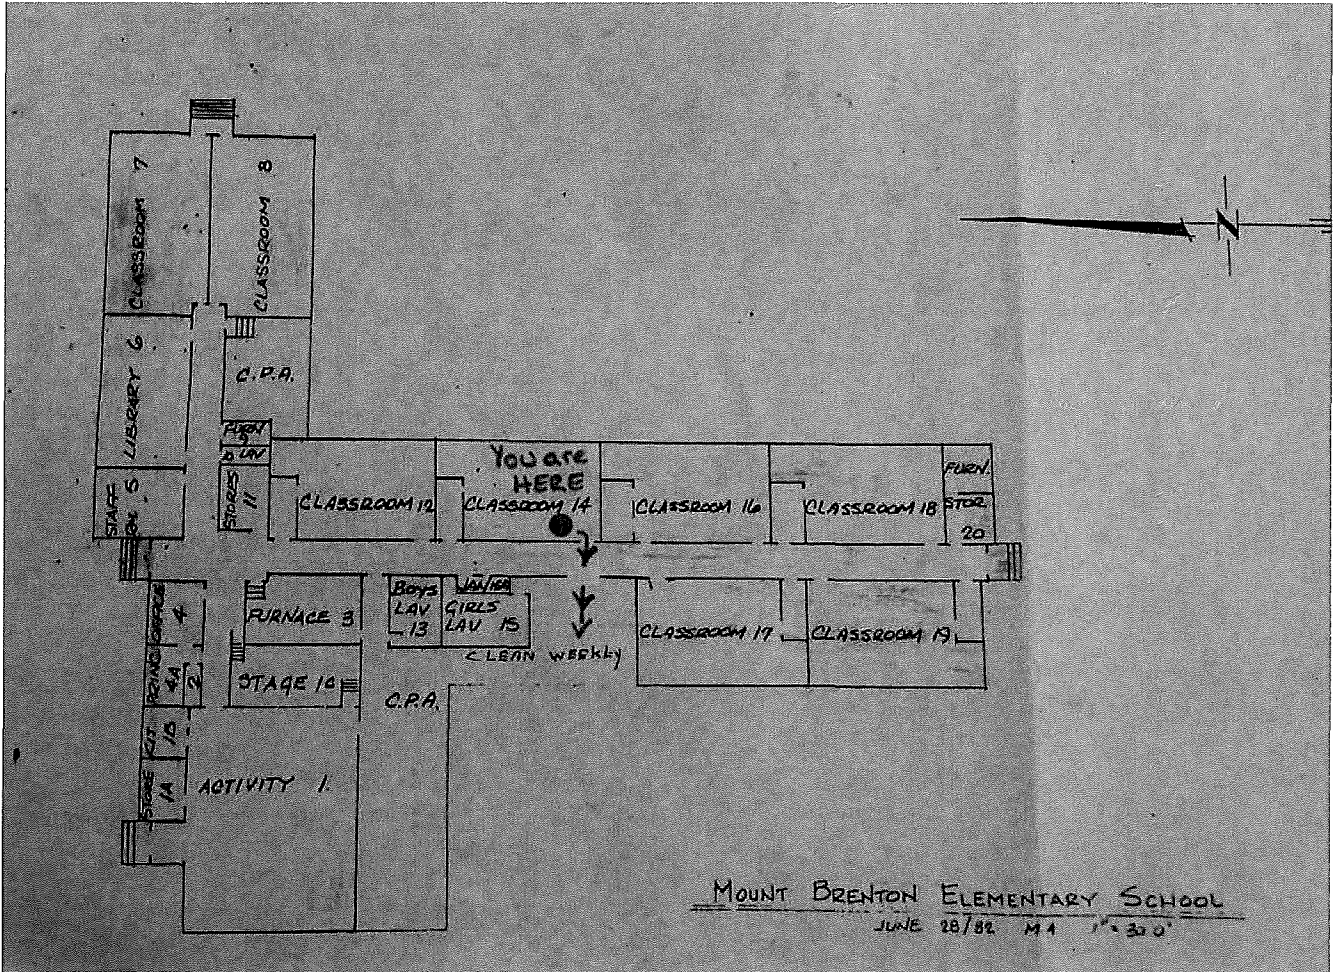 CLASSROOM 7
CLASSROOM 8
N
LIBRARY 6
C.P.A.
FURN
LAV
STORES 11
STAFF
RM. 5
You are
HERE
CLASSROOM 12
CLASSROOM 14
CLASSROOM 16
CLASSROOM 18
FURN.
STOR
20
OFFICE
4
FURNACE 3
BOYS
LAV
13
GIRLS
LAV 15
CLASSROOM 17
CLASSROOM 19
CLEAN WEEKLY
4A
2
STAGE 1C
C.P.A.
KIT.
1B
STORE
1A
ACTIVITY 1.
MOUNT BRENTON ELEMENTARY SCHOOL
JUNE 28/82